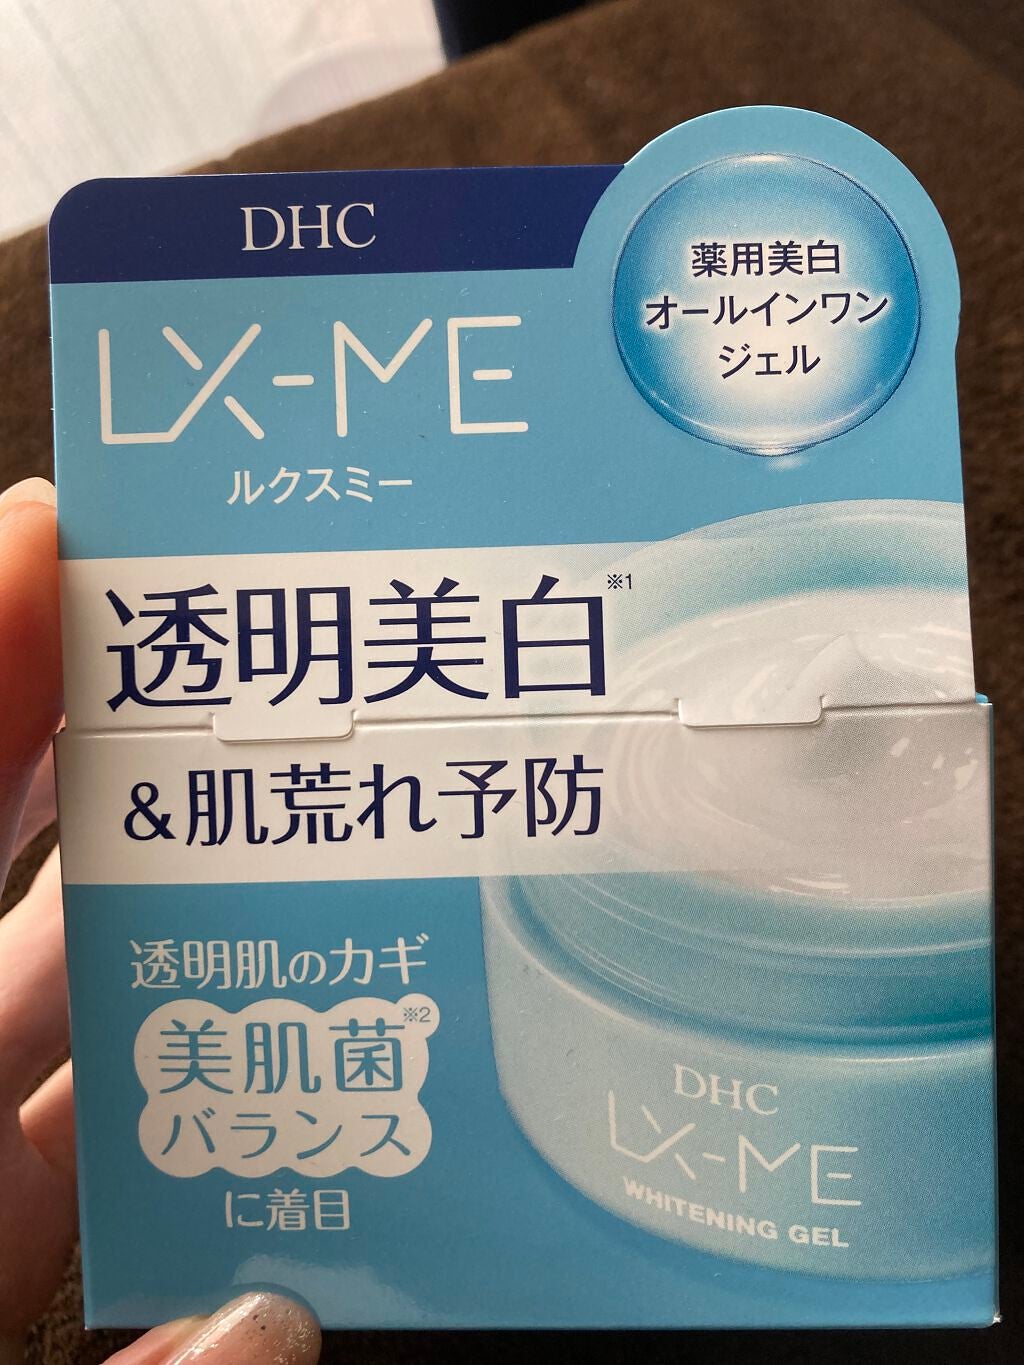 DHC
薬用美白
オールインワン
ジェル
LX-ME
ルクスミー
透明美白※1
&肌荒れ予防
透明肌のカギ
美肌菌※2
バランス
に着目
DHC
LX-ME
WHITENING GEL